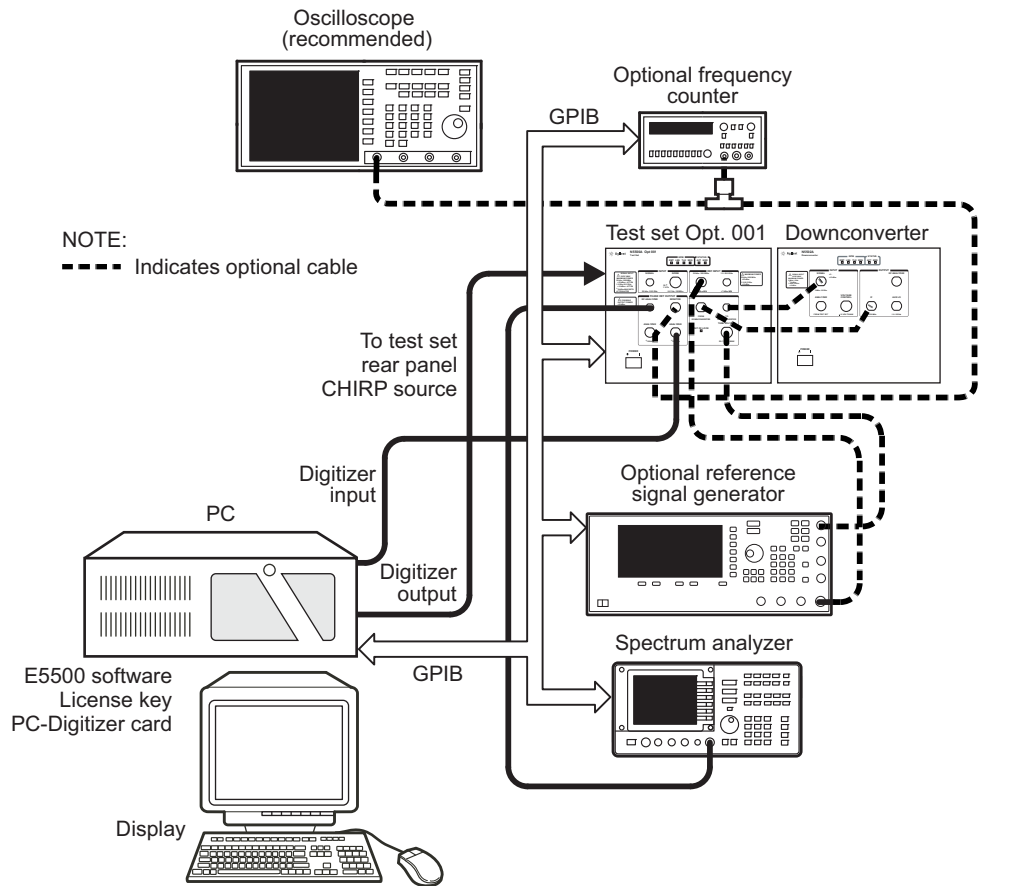 Oscilloscope
(recommended)
Optional frequency
counter
GPIB
NOTE:
Indicates optional cable
Test set Opt. 001
Downconverter
To test set
rear panel
CHIRP source
Digitizer
input
Optional reference
signal generator
PC
Digitizer
output
Spectrum analyzer
GPIB
E5500 software
License key
PC-Digitizer card
Display